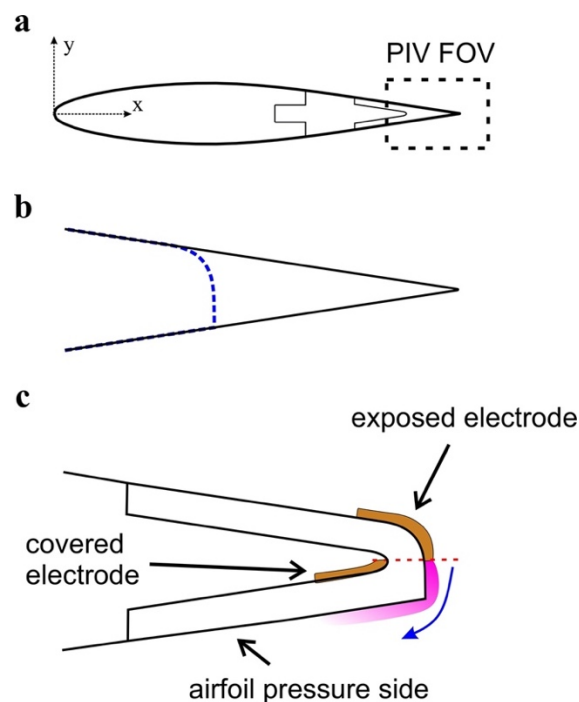 a
y
x
PIV FOV
b
c
exposed electrode
covered
electrode
airfoil pressure side